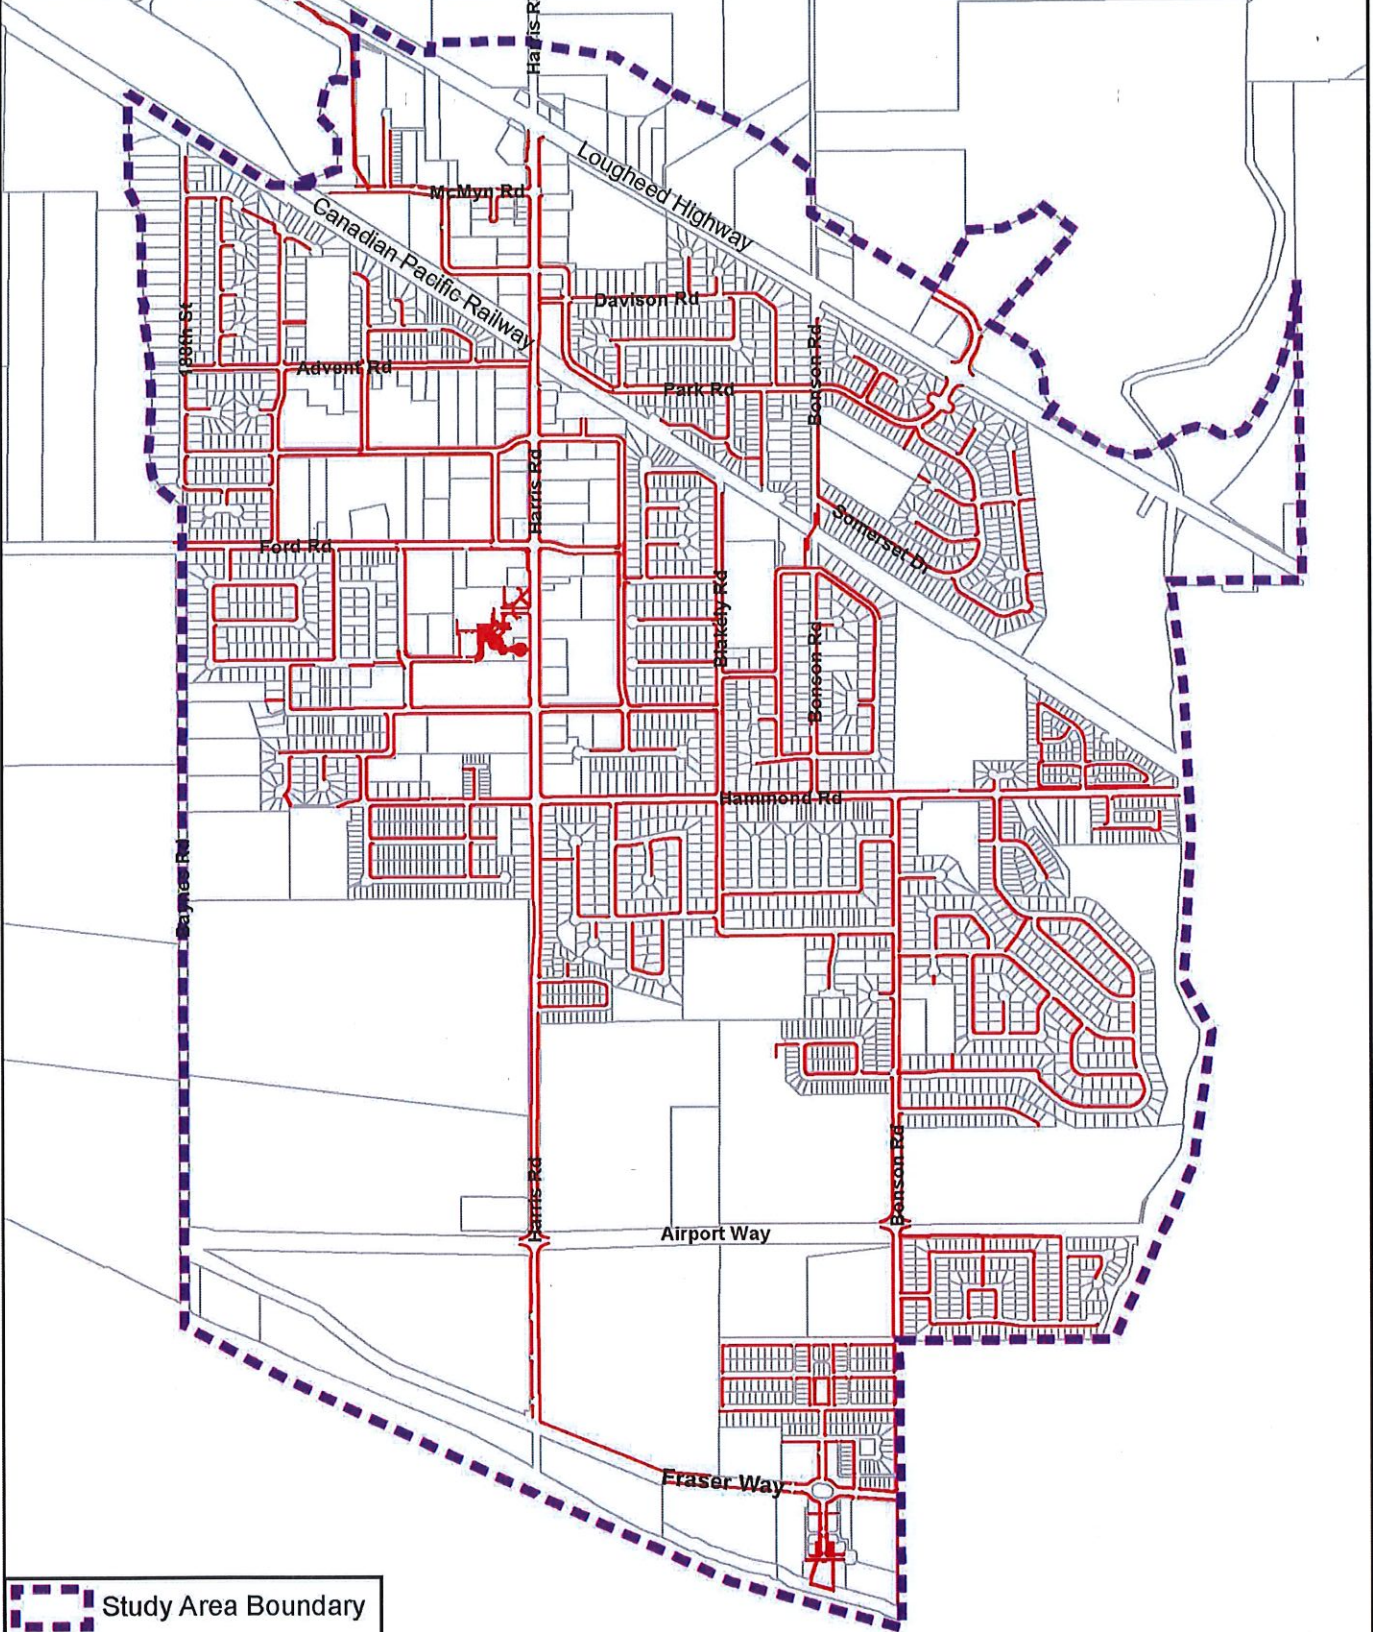 Harris R
Lougheed Highway
McMyn Rd
Canadian Pacific Railway
Davison Rd
188th St
Bonson Rd
Advent Rd
Park Rd
Harris Rd
Somerset Dr
Ford Rd
Blakely Rd
Bonson Rd
Hammond Rd
Baynes Rd
Bonson Rd
Harris Rd
Airport Way
Fraser Way
Study Area Boundary